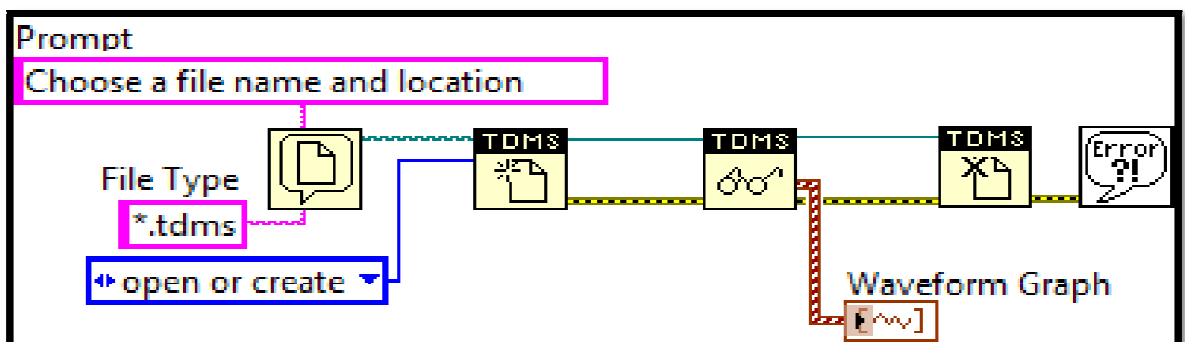 Prompt
Choose a file name and location
TDMS TDMS TDMS
Error
?!
File Type
*.tdms
open or create
Waveform Graph